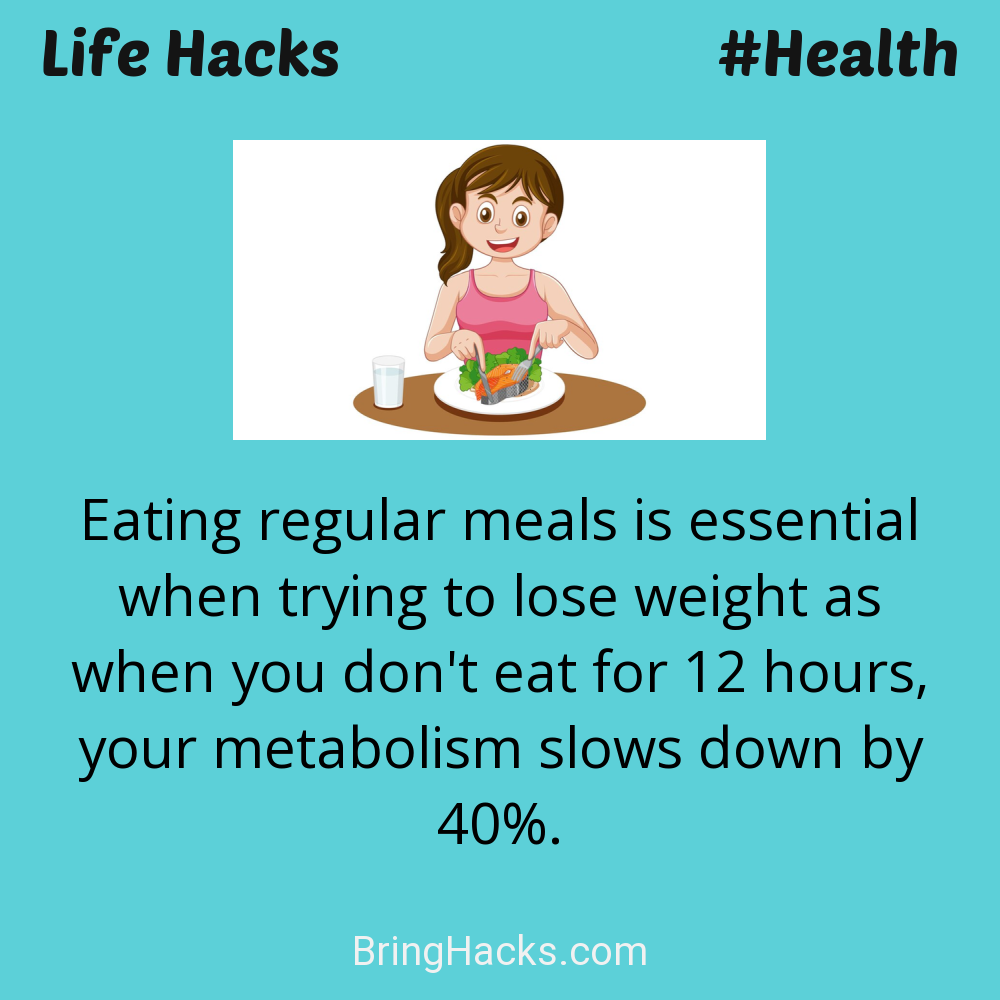 Life Hacks
#Health
Eating regular meals is essential
when trying to lose weight as
when you don't eat for 12 hours,
your metabolism slows down by
40%.
BringHacks.com